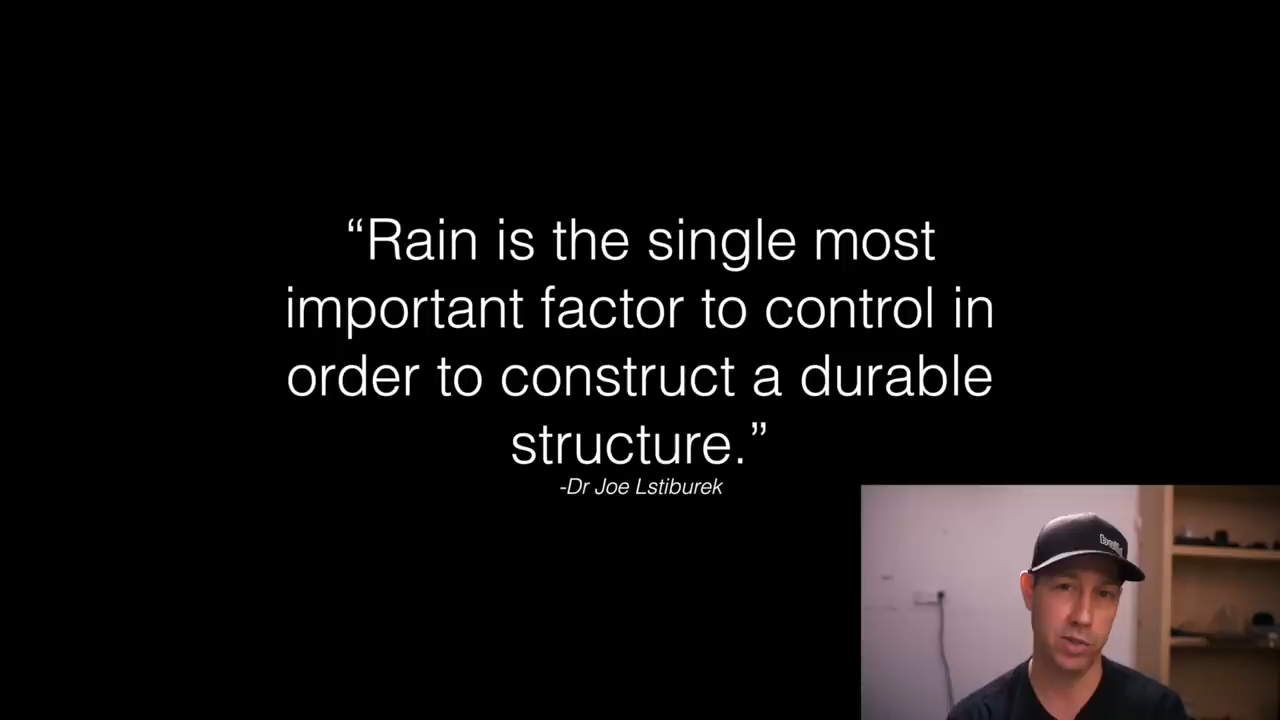 “Rain is the single most
important factor to control in
order to construct a durable
structure.”
-Dr Joe Lstiburek